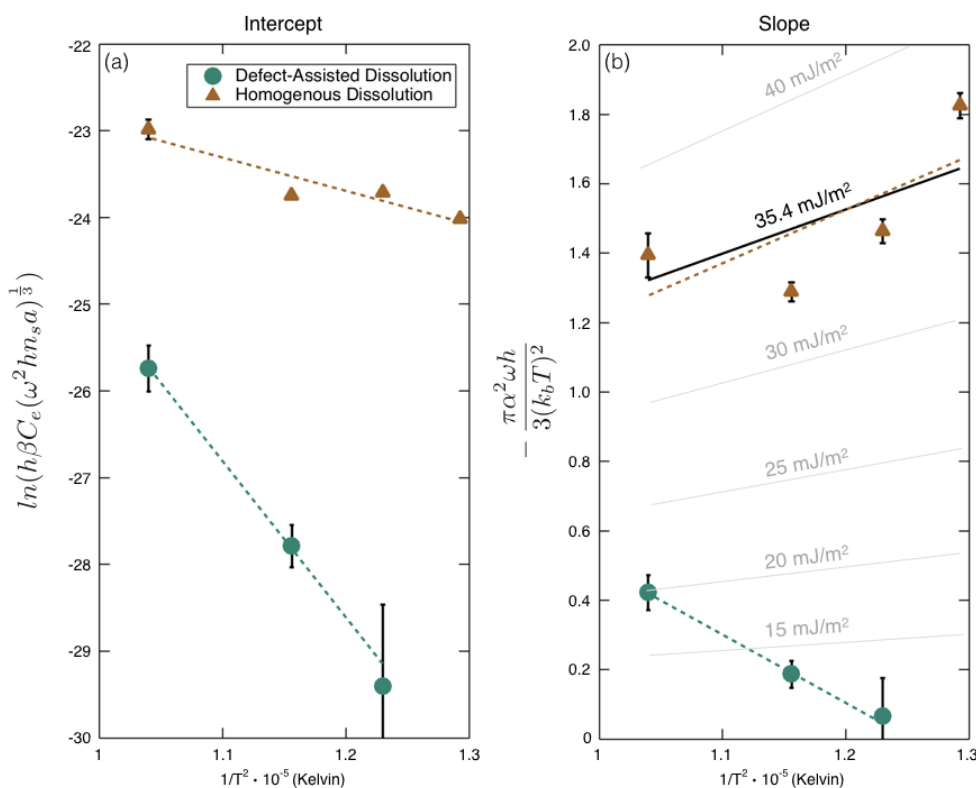 Intercept
(a)
Defect-Assisted Dissolution
Homogenous Dissolution
-22
-23
-24
-25
-26
-27
-28
-29
-30
ln(hβC_e(ω²hn_sa)^{1/3})
1
1.1
1.2
1.3
1/T² · 10⁻⁵ (Kelvin)
Slope
(b)
2.0
1.8
1.6
1.4
1.2
1.0
0.8
0.6
0.4
0.2
0
− πα²ωh / 3(k_bT)²
40 mJ/m²
35.4 mJ/m²
30 mJ/m²
25 mJ/m²
20 mJ/m²
15 mJ/m²
1
1.1
1.2
1.3
1/T² · 10⁻⁵ (Kelvin)